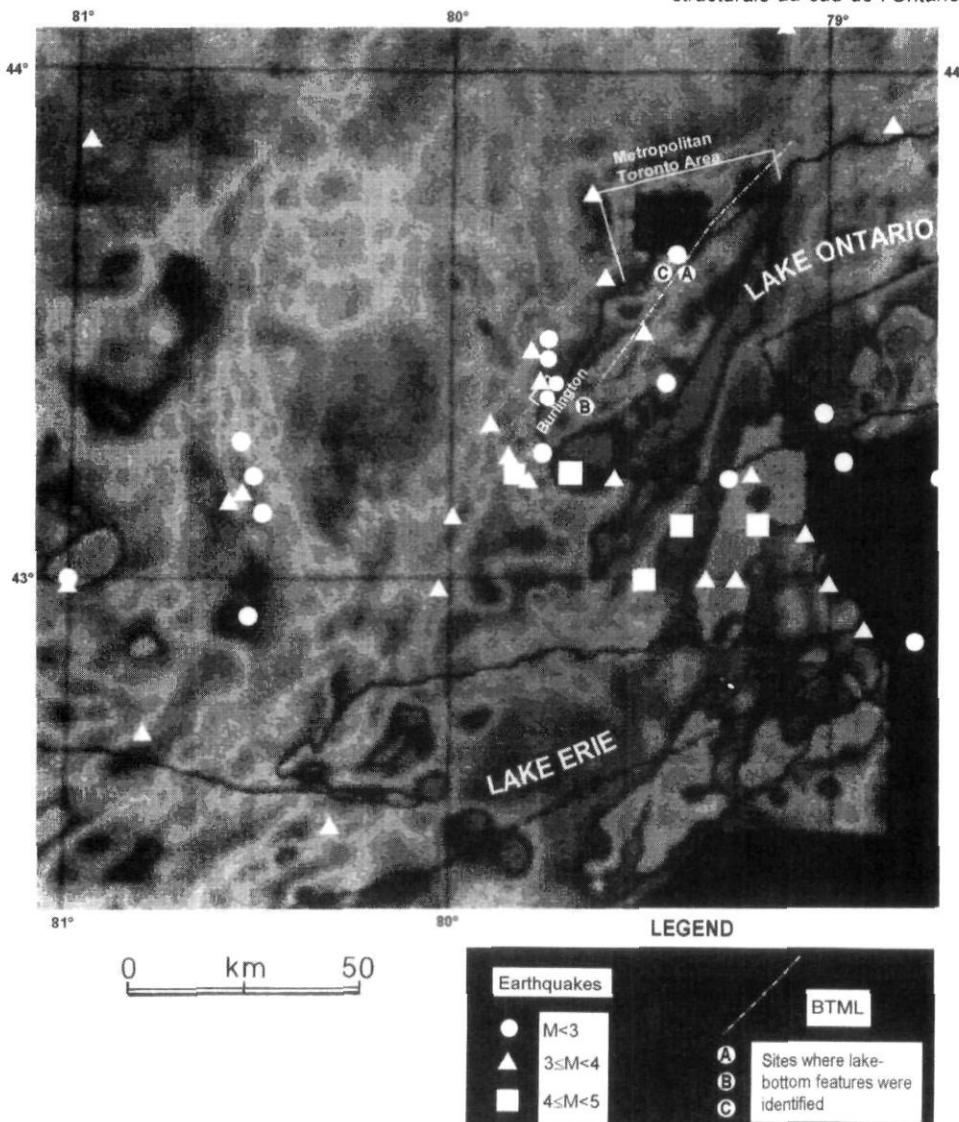 structurale du sud de l'Ontario
81°
80°
79°
44°
44
Metropolitan
Toronto Area
LAKE ONTARIO
C A
Burlington
B
43°
LAKE ERIE
81°
80°
LEGEND
0 km 50
Earthquakes
M<3
3≤M<4
4≤M<5
BTML
A
B
C
Sites where lake-
bottom features were
identified